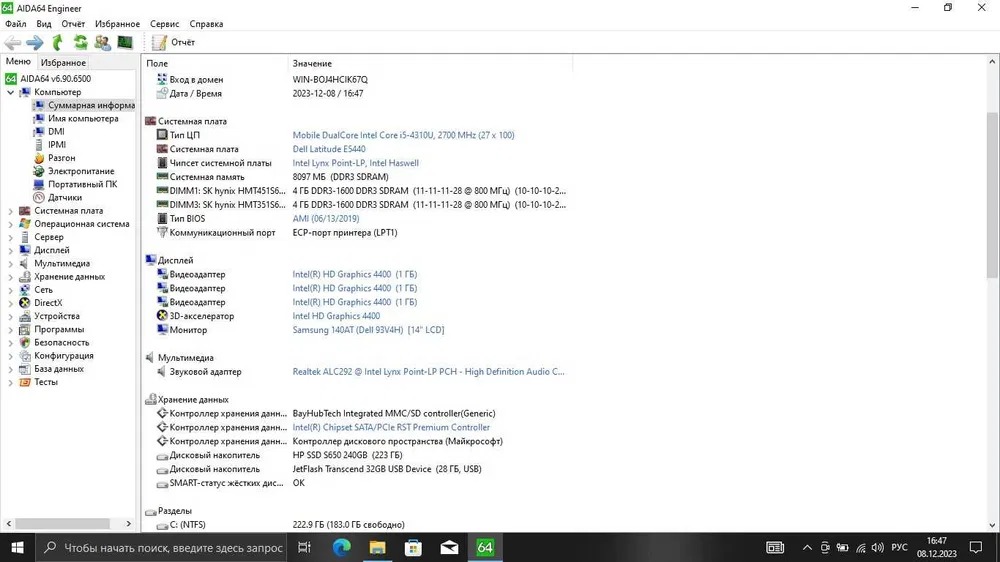 AIDA64 Engineer
Файл Вид Отчёт Избранное Сервис Справка
Отчёт
Меню Избранное
AIDA64 v6.90.6500
Компьютер
Суммарная информа
Имя компьютера
DMI
IPMI
Разгон
Электропитание
Портативный ПК
Датчики
Системная плата
Операционная система
Сервер
Дисплей
Мультимедиа
Хранение данных
Сеть
DirectX
Устройства
Программы
Безопасность
Конфигурация
База данных
Тесты
Поле Значение
Вход в домен WIN-BOJ4HCIK67Q
Дата / Время 2023-12-08 / 16:47
Системная плата
Тип ЦП Mobile DualCore Intel Core i5-4310U, 2700 MHz (27 x 100)
Системная плата Dell Latitude E5440
Чипсет системной платы Intel Lynx Point-LP, Intel Haswell
Системная память 8097 МБ (DDR3 SDRAM)
DIMM1: SK hynix HMT451S6... 4 ГБ DDR3-1600 DDR3 SDRAM (11-11-11-28 @ 800 МГц) (10-10-10-2...
DIMM3: SK hynix HMT351S6... 4 ГБ DDR3-1600 DDR3 SDRAM (11-11-11-28 @ 800 МГц) (10-10-10-2...
Тип BIOS AMI (06/13/2019)
Коммуникационный порт ECP-порт принтера (LPT1)
Дисплей
Видеоадаптер Intel(R) HD Graphics 4400 (1 ГБ)
Видеоадаптер Intel(R) HD Graphics 4400 (1 ГБ)
Видеоадаптер Intel(R) HD Graphics 4400 (1 ГБ)
3D-акселератор Intel HD Graphics 4400
Монитор Samsung 140AT (Dell 93V4H) [14" LCD]
Мультимедиа
Звуковой адаптер Realtek ALC292 @ Intel Lynx Point-LP PCH - High Definition Audio C...
Хранение данных
Контроллер хранения данн... BayHubTech Integrated MMC/SD controller(Generic)
Контроллер хранения данн... Intel(R) Chipset SATA/PCIe RST Premium Controller
Контроллер хранения данн... Контроллер дискового пространства (Майкрософт)
Дисковый накопитель HP SSD S650 240GB (223 ГБ)
Дисковый накопитель JetFlash Transcend 32GB USB Device (28 ГБ, USB)
SMART-статус жёстких дис... OK
Разделы
C: (NTFS) 222.9 ГБ (183.0 ГБ свободно)
Чтобы начать поиск, введите здесь запрос
64
РУС
16:47
08.12.2023